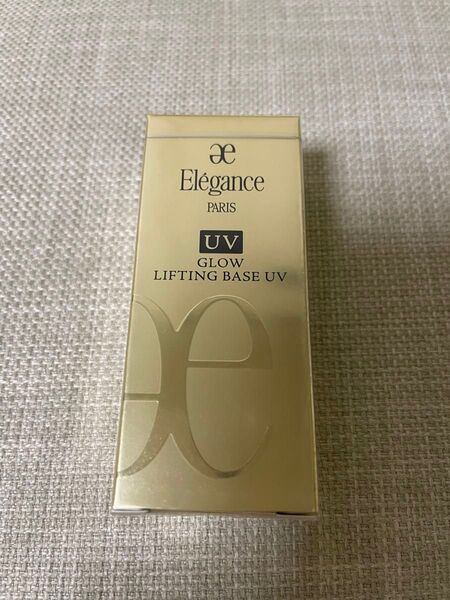 æ
Elégance
PARIS
UV
GLOW
LIFTING BASE UV
æ